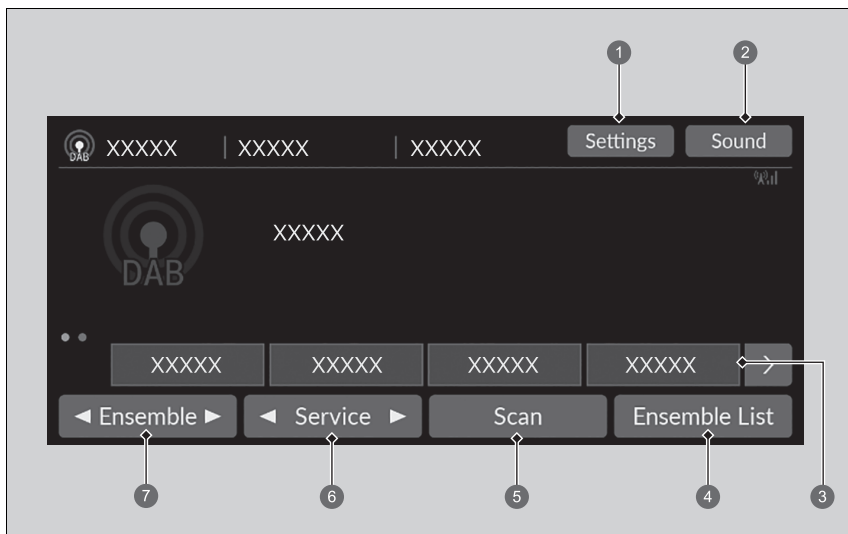 1 2
DAB XXXXX | XXXXX | XXXXX Settings Sound
XXXXX
DAB
XXXXX XXXXX XXXXX XXXXX >
◄ Ensemble ► ◄ Service ► Scan Ensemble List
7 6 5 4 3